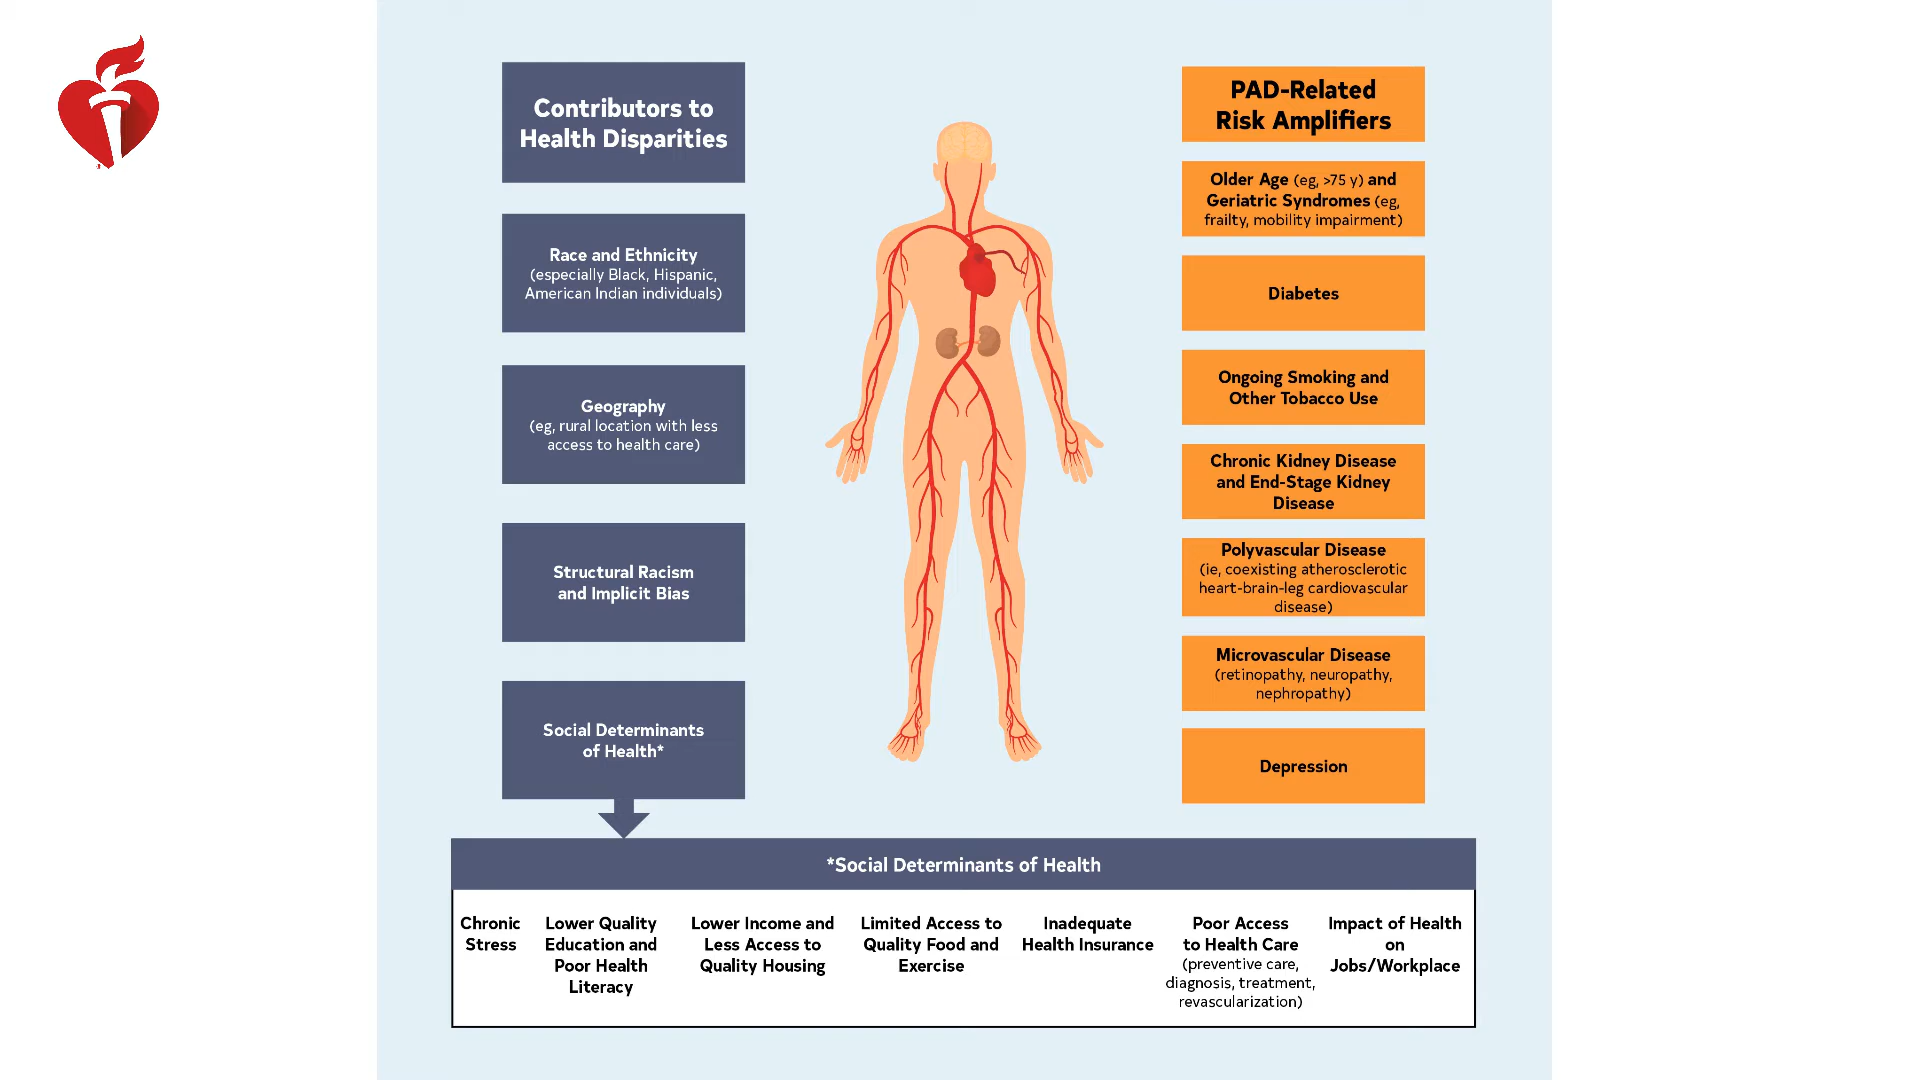 Contributors to
Health Disparities
Race and Ethnicity
(especially Black, Hispanic,
American Indian individuals)
Geography
(eg, rural location with less
access to health care)
Structural Racism
and Implicit Bias
Social Determinants
of Health*
PAD-Related
Risk Amplifiers
Older Age (eg, >75 y) and
Geriatric Syndromes (eg,
frailty, mobility impairment)
Diabetes
Ongoing Smoking and
Other Tobacco Use
Chronic Kidney Disease
and End-Stage Kidney
Disease
Polyvascular Disease
(ie, coexisting atherosclerotic
heart-brain-leg cardiovascular
disease)
Microvascular Disease
(retinopathy, neuropathy,
nephropathy)
Depression
*Social Determinants of Health
Chronic
Stress
Lower Quality
Education and
Poor Health
Literacy
Lower Income and
Less Access to
Quality Housing
Limited Access to
Quality Food and
Exercise
Inadequate
Health Insurance
Poor Access
to Health Care
(preventive care,
diagnosis, treatment,
revascularization)
Impact of Health
on
Jobs/Workplace